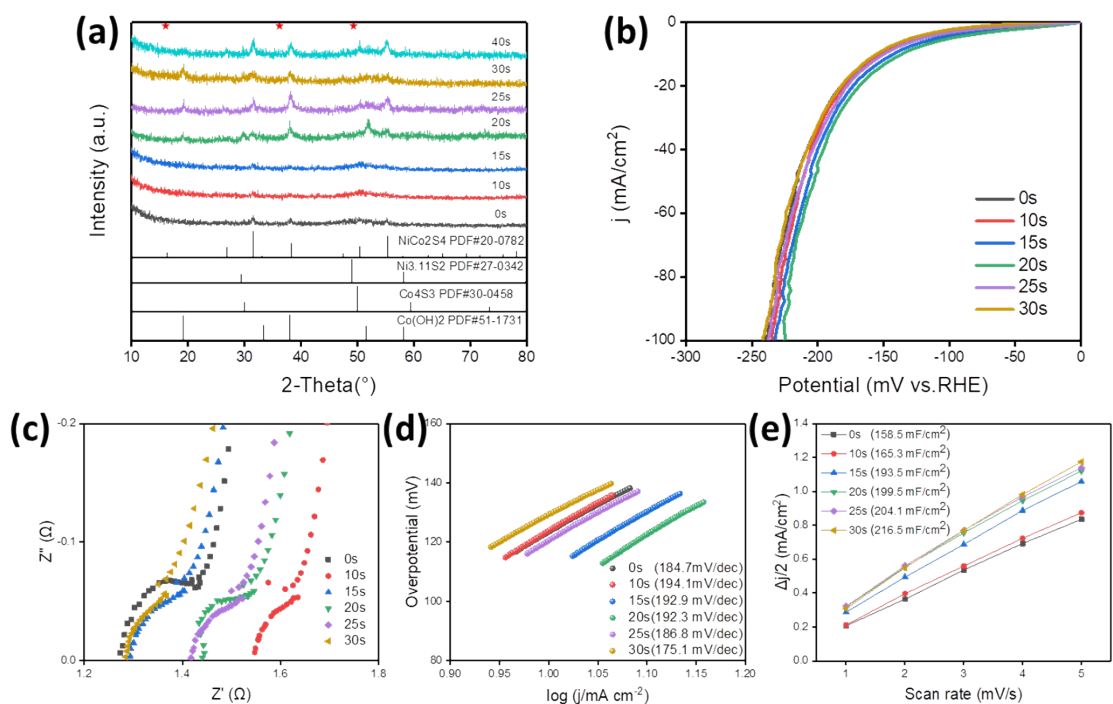 (a)
★ ★ ★
40s
30s
25s
20s
15s
10s
0s
NiCo2S4 PDF#20-0782
Ni3.11S2 PDF#27-0342
Co4S3 PDF#30-0458
Co(OH)2 PDF#51-1731
Intensity (a.u.)
10 20 30 40 50 60 70 80
2-Theta(°)
(b)
0
-20
-40
-60
-80
-100
j (mA/cm²)
0s
10s
15s
20s
25s
30s
-300 -250 -200 -150 -100 -50 0
Potential (mV vs.RHE)
(c)
-0.2
-0.1
0.0
Z'' (Ω)
0s
10s
15s
20s
25s
30s
1.2 1.4 1.6 1.8
Z' (Ω)
(d)
160
140
120
100
80
Overpotential (mV)
0s (184.7mV/dec)
10s (194.1mV/dec)
15s(192.9 mV/dec)
20s(192.3 mV/dec)
25s(186.8 mV/dec)
30s(175.1 mV/dec)
0.90 0.95 1.00 1.05 1.10 1.15 1.20
log (j/mA cm⁻²)
(e)
1.4
1.2
1.0
0.8
0.6
0.4
0.2
0.0
Δj/2 (mA/cm²)
0s (158.5 mF/cm²)
10s (165.3 mF/cm²)
15s (193.5 mF/cm²)
20s (199.5 mF/cm²)
25s (204.1 mF/cm²)
30s (216.5 mF/cm²)
1 2 3 4 5
Scan rate (mV/s)